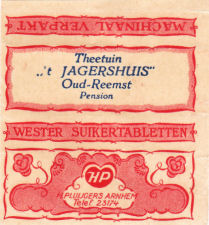 MACHINAAL VERPAKT
Theetuin
„'t JAGERSHUIS”
Oud-Reemst
Pension
WESTER SUIKERTABLETTEN
HP
H. PLUIJGERS ARNHEM
Telef. 23174